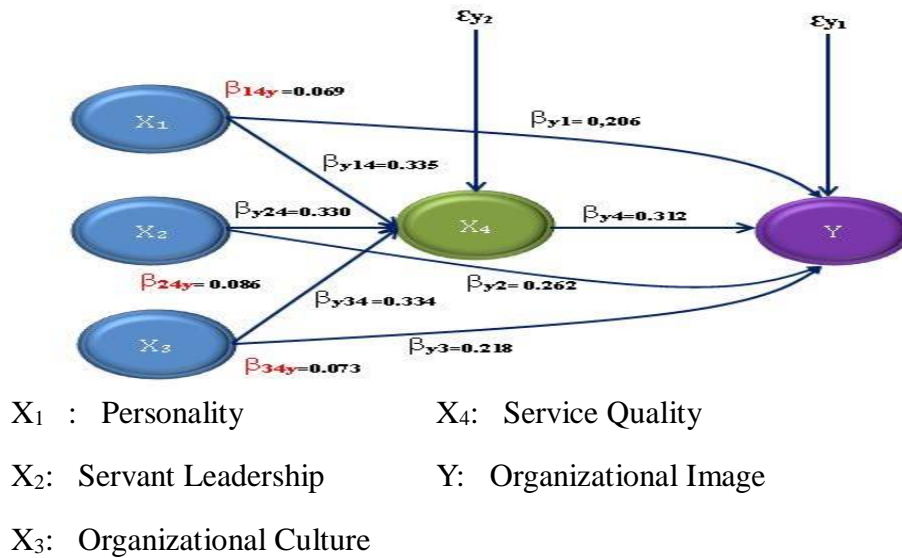 εy₂ εy₁
β14y =0.069
X₁
βy1= 0,206
βy14=0.335
βy24=0.330
X₂
X₄
βy4=0.312
Y
β24y= 0.086
βy2= 0.262
βy34=0.334
X₃
βy3=0.218
β34y=0.073
X₁ : Personality X₄: Service Quality
X₂: Servant Leadership Y: Organizational Image
X₃: Organizational Culture